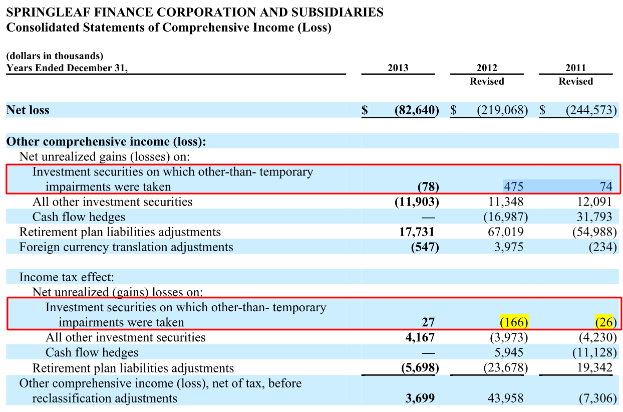 SPRINGLEAF FINANCE CORPORATION AND SUBSIDIARIES
Consolidated Statements of Comprehensive Income (Loss)
(dollars in thousands)
Years Ended December 31, 2013 2012 2011
Revised Revised
Net loss $ (82,640) $ (219,068) $ (244,573)
Other comprehensive income (loss):
Net unrealized gains (losses) on:
Investment securities on which other-than- temporary
impairments were taken (78) 475 74
All other investment securities (11,903) 11,348 12,091
Cash flow hedges — (16,987) 31,793
Retirement plan liabilities adjustments 17,731 67,019 (54,988)
Foreign currency translation adjustments (547) 3,975 (234)
Income tax effect:
Net unrealized (gains) losses on:
Investment securities on which other-than- temporary
impairments were taken 27 (166) (26)
All other investment securities 4,167 (3,973) (4,230)
Cash flow hedges — 5,945 (11,128)
Retirement plan liabilities adjustments (5,698) (23,678) 19,342
Other comprehensive income (loss), net of tax, before
reclassification adjustments 3,699 43,958 (7,306)